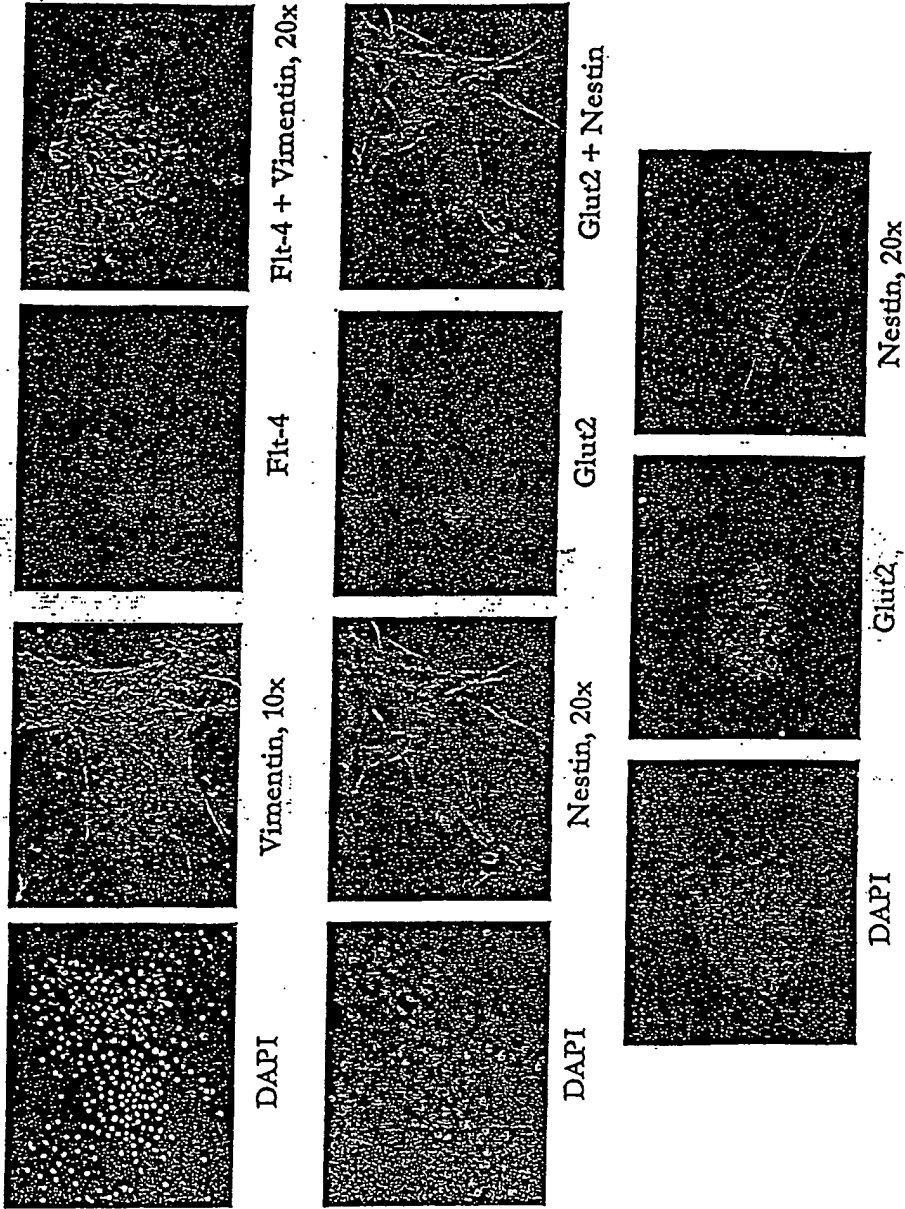 DAPI
Vimentin, 10x
Flt-4
Flt-4 + Vimentin, 20x
DAPI
Nestin, 20x
Glut2
Glut2 + Nestin
DAPI
Glut2
Nestin, 20x